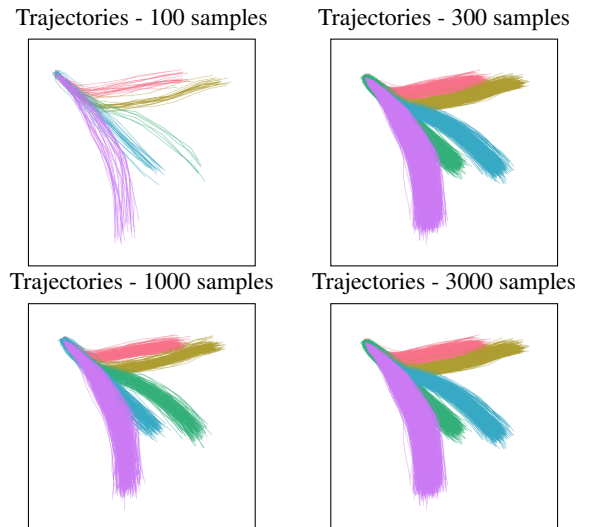 Trajectories - 100 samples
Trajectories - 300 samples
Trajectories - 1000 samples
Trajectories - 3000 samples